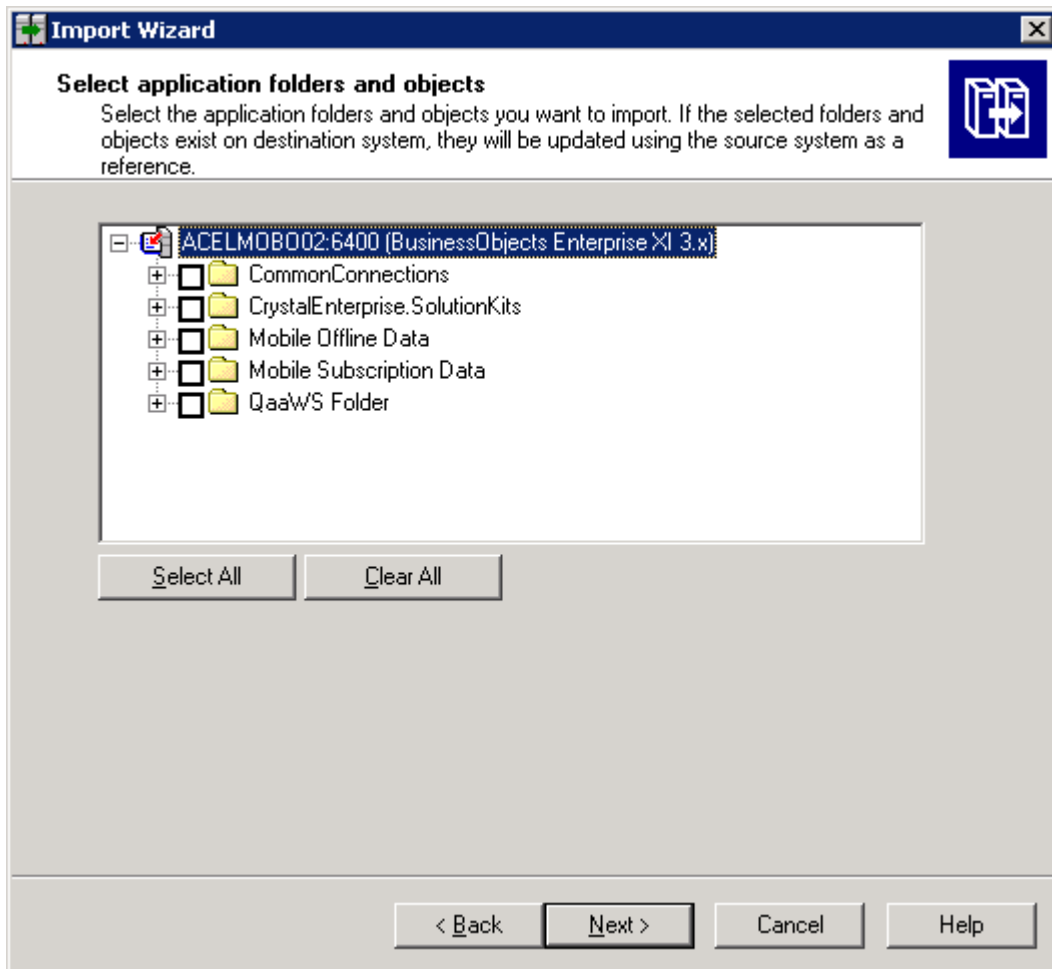 Import Wizard
Select application folders and objects
Select the application folders and objects you want to import. If the selected folders and
objects exist on destination system, they will be updated using the source system as a
reference.
ACELMOBO02:6400 (BusinessObjects Enterprise XI 3.x)
CommonConnections
CrystalEnterprise.SolutionKits
Mobile Offline Data
Mobile Subscription Data
QaaWS Folder
Select All Clear All
< Back Next > Cancel Help